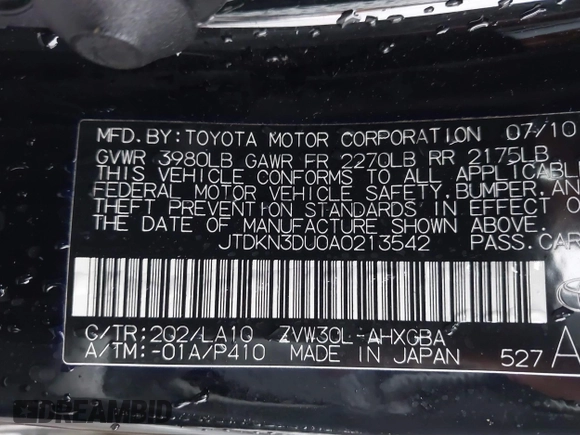 MFD. BY: TOYOTA MOTOR CORPORATION 07/10
GVWR 3980LB GAWR FR 2270LB RR 2175LB
THIS VEHICLE CONFORMS TO ALL APPLICABLE
FEDERAL MOTOR VEHICLE SAFETY, BUMPER, AN
THEFT PREVENTION STANDARDS IN EFFECT O
THE DATE OF MANUFACTURE SHOWN ABOVE.
JTDKN3DU0A0213542 PASS. CAR
C/TR: 202/LA10 ZVW30L-AHXGBA
A/TM: -01A/P410 MADE IN JAPAN 527 A
DREAMBID